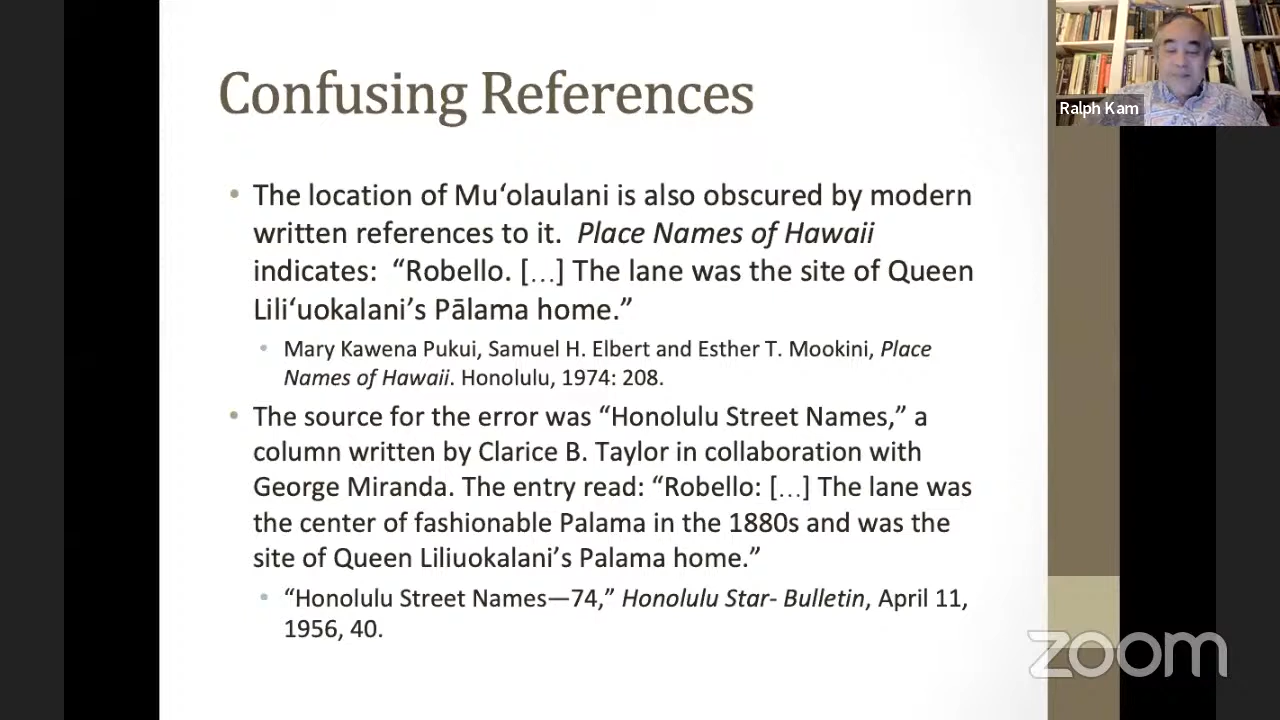 Confusing References
• The location of Muʻolaulani is also obscured by modern
written references to it.  Place Names of Hawaii
indicates:  “Robello. […] The lane was the site of Queen
Liliʻuokalani’s Pālama home.”
• Mary Kawena Pukui, Samuel H. Elbert and Esther T. Mookini, Place
Names of Hawaii. Honolulu, 1974: 208.
• The source for the error was “Honolulu Street Names,” a
column written by Clarice B. Taylor in collaboration with
George Miranda. The entry read: “Robello: […] The lane was
the center of fashionable Palama in the 1880s and was the
site of Queen Liliuokalani’s Palama home.”
• “Honolulu Street Names—74,” Honolulu Star- Bulletin, April 11,
1956, 40.
Ralph Kam
zoom